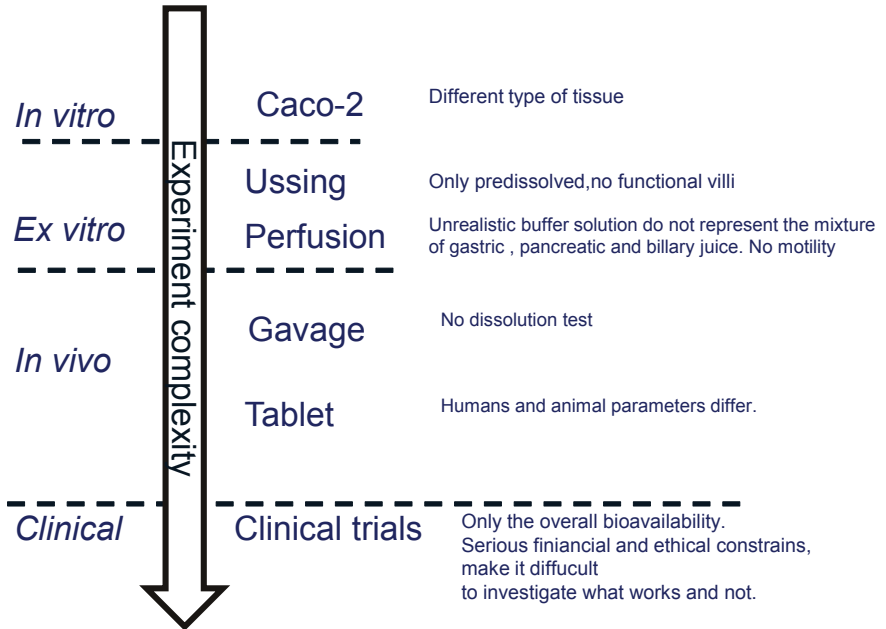 In vitro
Caco-2
Different type of tissue
Experiment complexity
Ex vitro
Ussing
Only predissolved,no functional villi
Perfusion
Unrealistic buffer solution do not represent the mixture
of gastric , pancreatic and billary juice. No motility
In vivo
Gavage
No dissolution test
Tablet
Humans and animal parameters differ.
Clinical
Clinical trials
Only the overall bioavailability.
Serious finiancial and ethical constrains,
make it diffucult
to investigate what works and not.